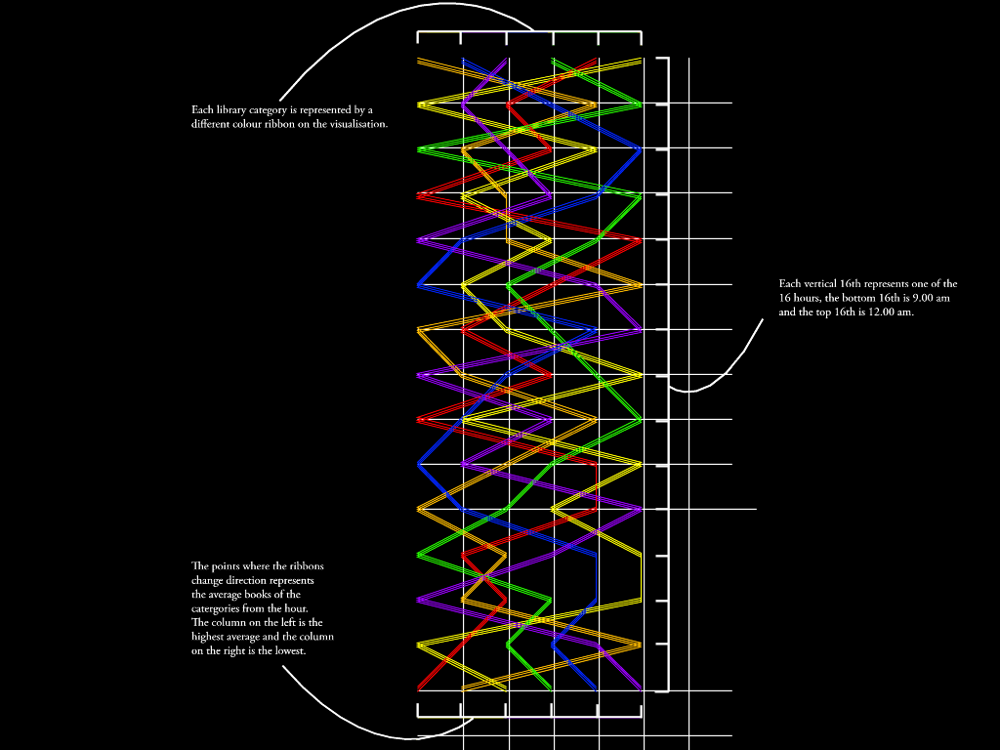 Each library category is represented by a
different colour ribbon on the visualisation.
Each vertical 16th represents one of the
16 hours, the bottom 16th is 9.00 am
and the top 16th is 12.00 am.
The points where the ribbons
change direction represents
the average books of the
catergories from the hour.
The column on the left is the
highest average and the column
on the right is the lowest.